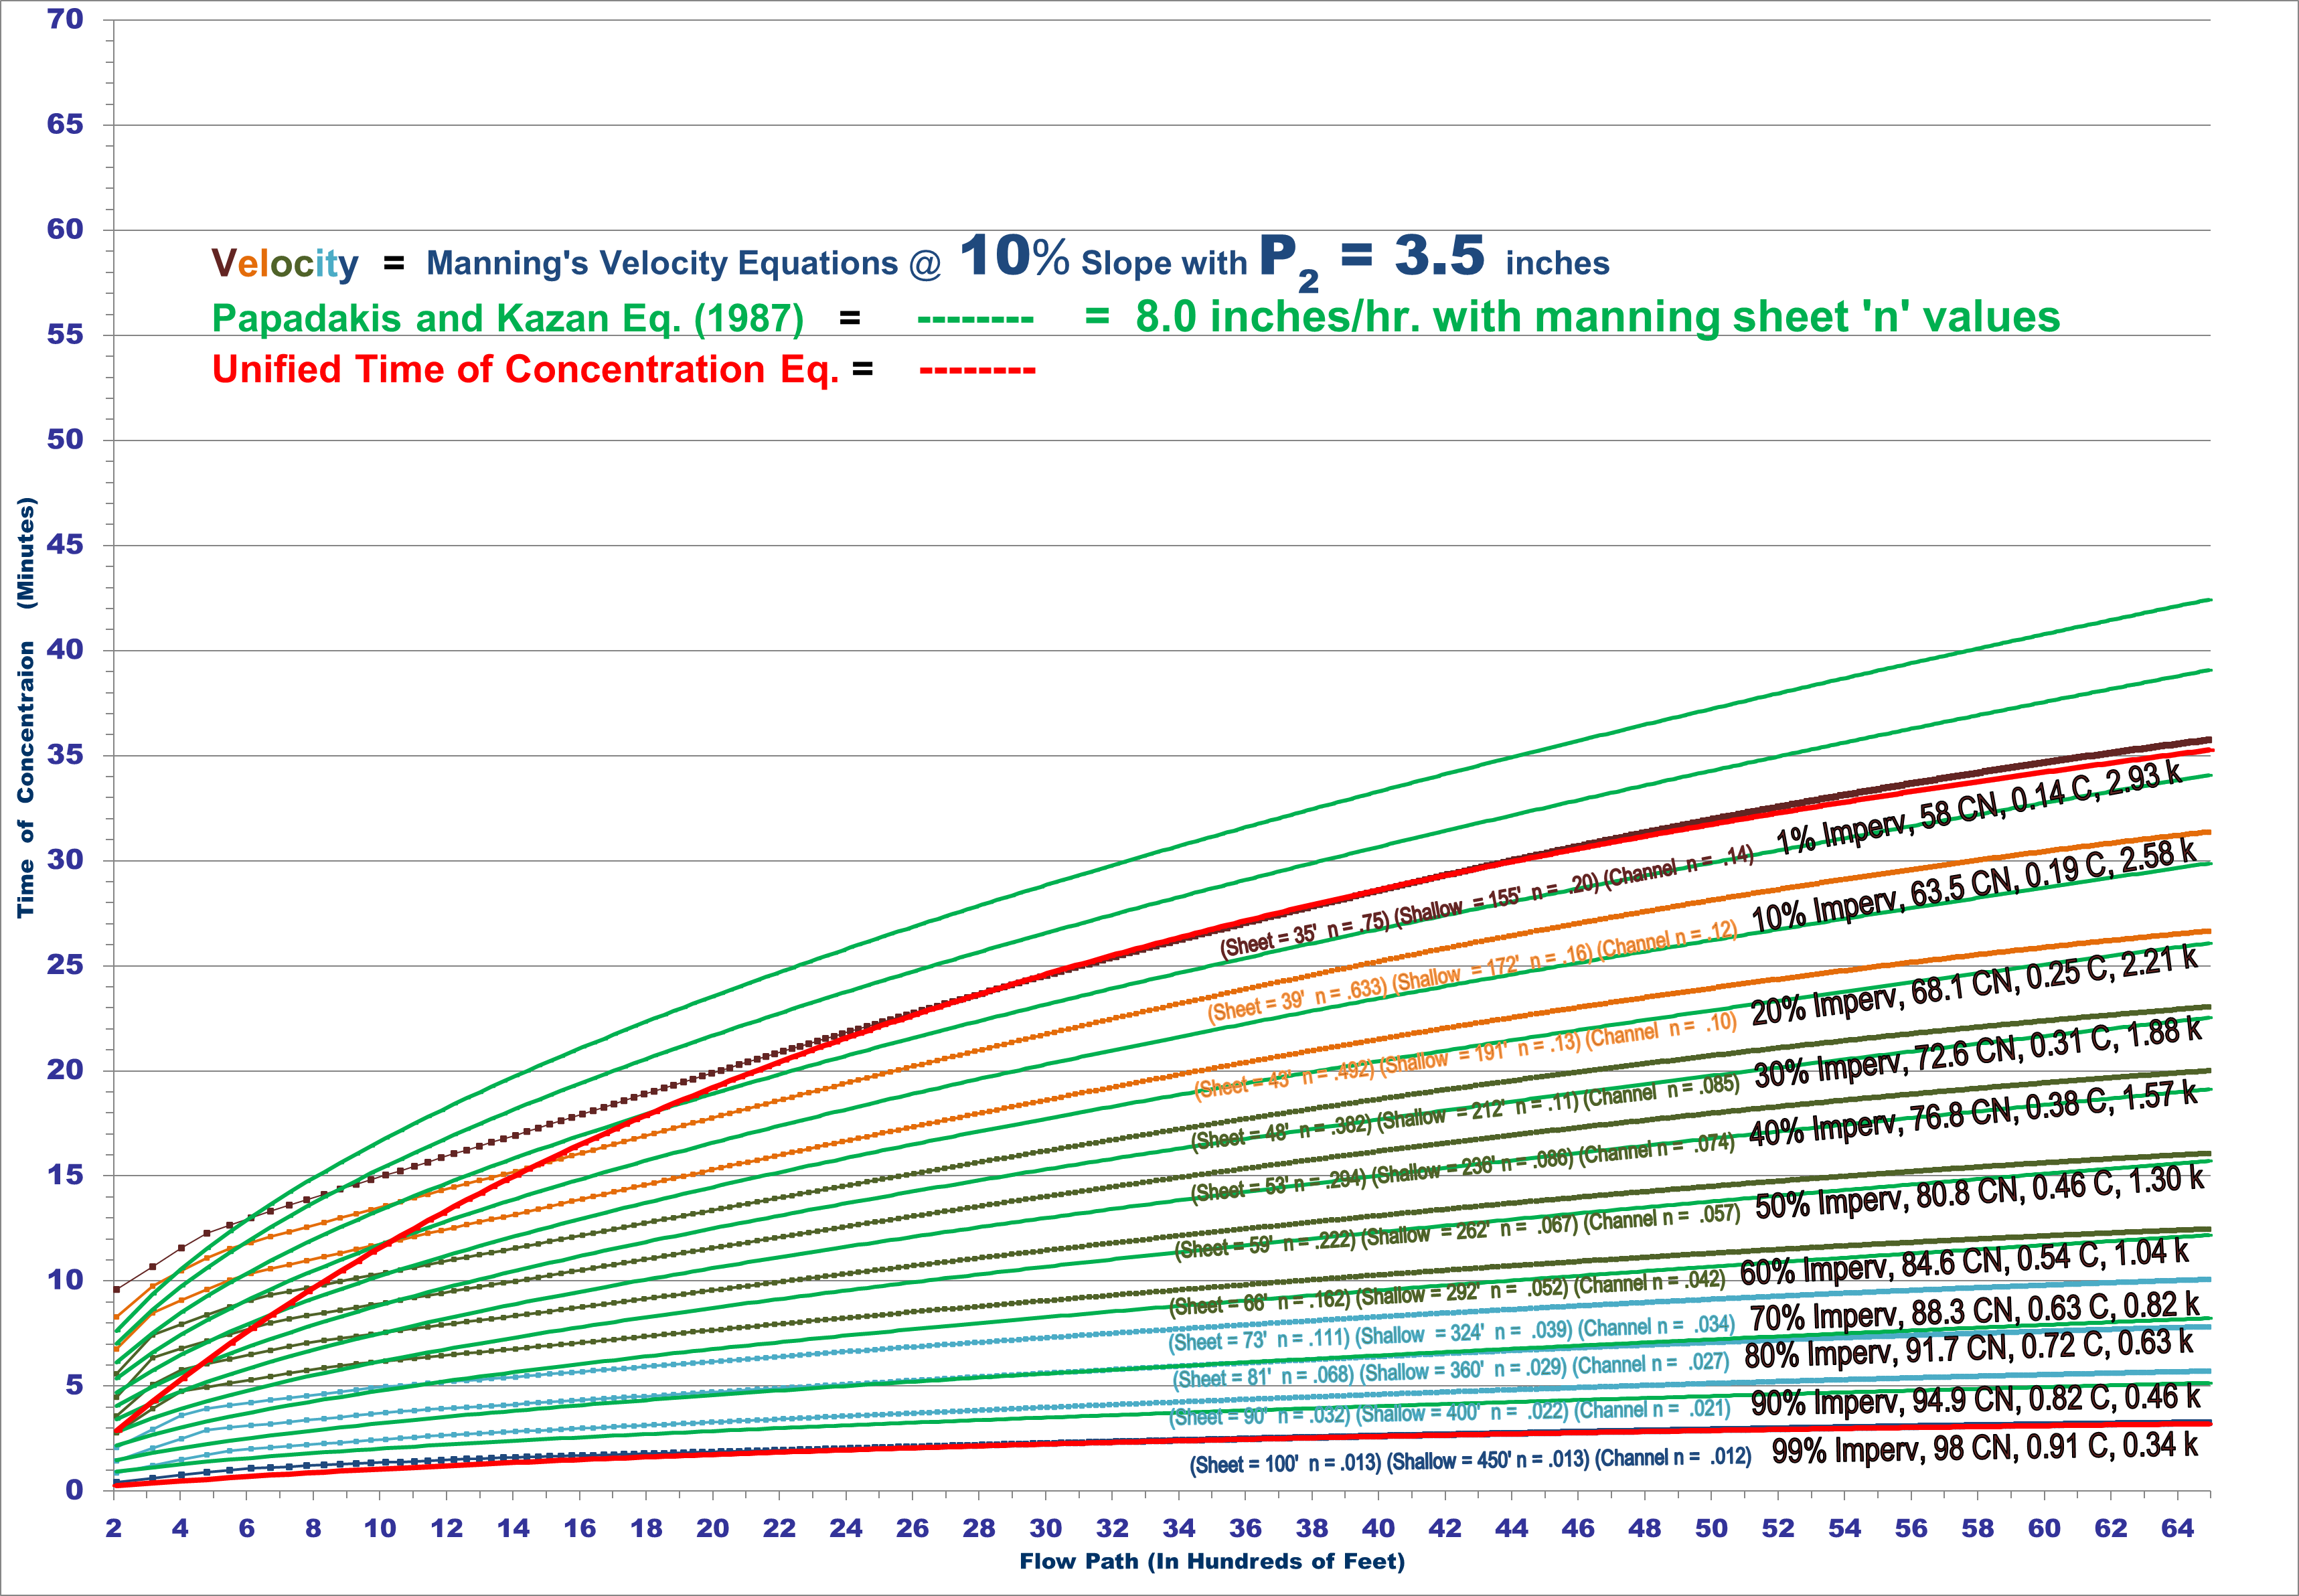 70
65
60
55
50
45
40
35
30
25
20
15
10
5
0
Time of Concentraion (Minutes)
Velocity = Manning's Velocity Equations @ 10% Slope with P2 = 3.5 inches
Papadakis and Kazan Eq. (1987) = -------- = 8.0 inches/hr. with manning sheet 'n' values
Unified Time of Concentration Eq. = --------
(Sheet = 35' n = .75) (Shallow = 155' n = .20) (Channel n = .14)
1% Imperv, 58 CN, 0.14 C, 2.93 k
(Sheet = 39' n = .633) (Shallow = 172' n = .16) (Channel n = .12)
10% Imperv, 63.5 CN, 0.19 C, 2.58 k
(Sheet = 43' n = .492) (Shallow = 191' n = .13) (Channel n = .10)
20% Imperv, 68.1 CN, 0.25 C, 2.21 k
(Sheet = 48' n = .382) (Shallow = 212' n = .11) (Channel n = .085)
30% Imperv, 72.6 CN, 0.31 C, 1.88 k
(Sheet = 53' n = .294) (Shallow = 236' n = .086) (Channel n = .074)
40% Imperv, 76.8 CN, 0.38 C, 1.57 k
(Sheet = 59' n = .222) (Shallow = 262' n = .067) (Channel n = .057)
50% Imperv, 80.8 CN, 0.46 C, 1.30 k
(Sheet = 66' n = .162) (Shallow = 292' n = .052) (Channel n = .042)
60% Imperv, 84.6 CN, 0.54 C, 1.04 k
(Sheet = 73' n = .111) (Shallow = 324' n = .039) (Channel n = .034)
70% Imperv, 88.3 CN, 0.63 C, 0.82 k
(Sheet = 81' n = .068) (Shallow = 360' n = .029) (Channel n = .027)
80% Imperv, 91.7 CN, 0.72 C, 0.63 k
(Sheet = 90' n = .032) (Shallow = 400' n = .022) (Channel n = .021)
90% Imperv, 94.9 CN, 0.82 C, 0.46 k
(Sheet = 100' n = .013) (Shallow = 450' n = .013) (Channel n = .012)
99% Imperv, 98 CN, 0.91 C, 0.34 k
2 4 6 8 10 12 14 16 18 20 22 24 26 28 30 32 34 36 38 40 42 44 46 48 50 52 54 56 58 60 62 64
Flow Path (In Hundreds of Feet)